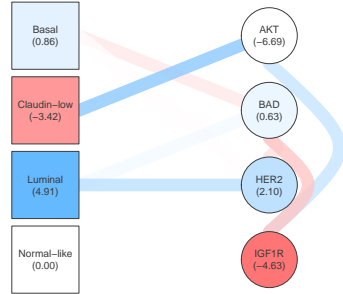 Basal
(0.86)
AKT
(−6.69)
Claudin−low
(−3.42)
BAD
(0.63)
Luminal
(4.91)
HER2
(2.10)
Normal−like
(0.00)
IGF1R
(−4.63)